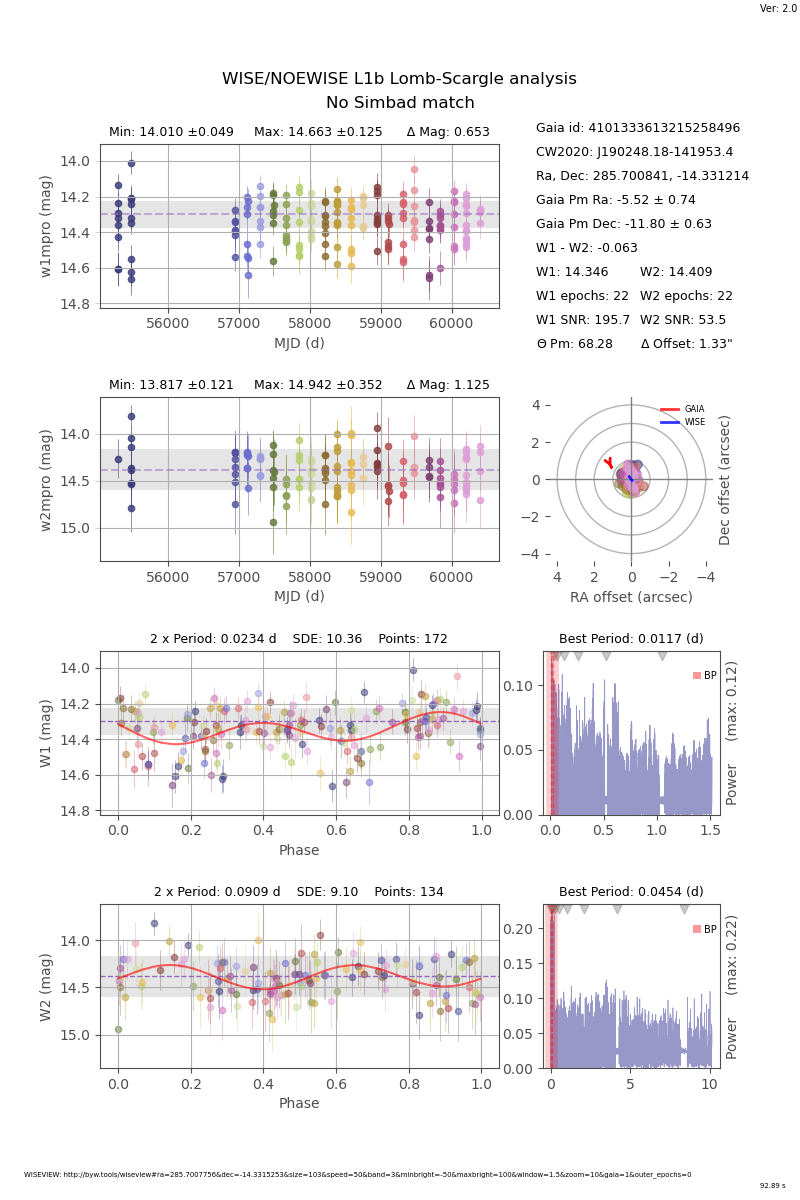 Ver: 2.0
WISE/NOEWISE L1b Lomb-Scargle analysis
No Simbad match
Min: 14.010 ±0.049 Max: 14.663 ±0.125 Δ Mag: 0.653
w1mpro (mag)
14.0
14.2
14.4
14.6
14.8
56000 57000 58000 59000 60000
MJD (d)
Gaia id: 4101333613215258496
CW2020: J190248.18-141953.4
Ra, Dec: 285.700841, -14.331214
Gaia Pm Ra: -5.52 ± 0.74
Gaia Pm Dec: -11.80 ± 0.63
W1 - W2: -0.063
W1: 14.346 W2: 14.409
W1 epochs: 22 W2 epochs: 22
W1 SNR: 195.7 W2 SNR: 53.5
Θ Pm: 68.28 Δ Offset: 1.33"
Min: 13.817 ±0.121 Max: 14.942 ±0.352 Δ Mag: 1.125
w2mpro (mag)
14.0
14.5
15.0
56000 57000 58000 59000 60000
MJD (d)
GAIA
WISE
4
2
0
−2
−4
4 2 0 −2 −4
RA offset (arcsec)
Dec offset (arcsec)
2 x Period: 0.0234 d SDE: 10.36 Points: 172
W1 (mag)
14.0
14.2
14.4
14.6
14.8
0.0 0.2 0.4 0.6 0.8 1.0
Phase
Best Period: 0.0117 (d)
BP
0.10
0.05
0.00
0.0 0.5 1.0 1.5
Power (max: 0.12)
2 x Period: 0.0909 d SDE: 9.10 Points: 134
W2 (mag)
14.0
14.5
15.0
0.0 0.2 0.4 0.6 0.8 1.0
Phase
Best Period: 0.0454 (d)
BP
0.20
0.15
0.10
0.05
0.00
0 5 10
Power (max: 0.22)
WISEVIEW: http://byw.tools/wiseview#ra=285.7007756&dec=-14.3315253&size=103&speed=50&band=3&minbright=-50&maxbright=100&window=1.5&zoom=10&gaia=1&outer_epochs=0
92.89 s